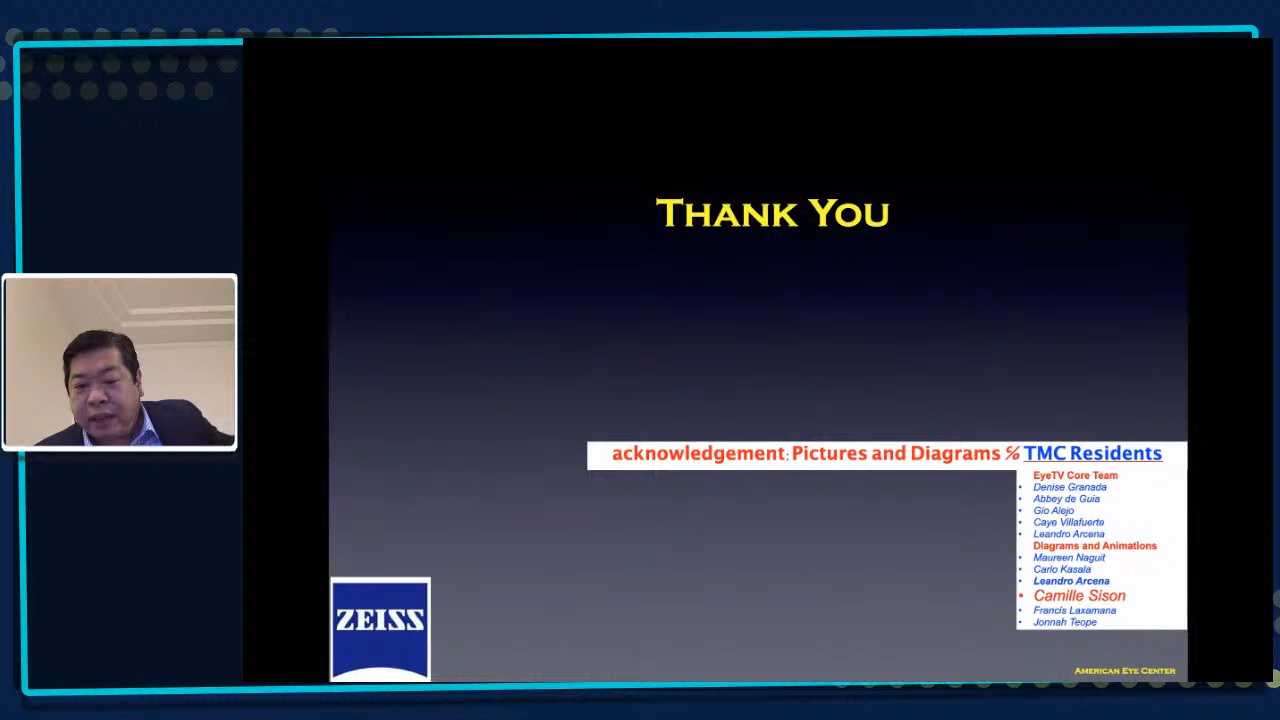 THANK YOU
acknowledgement: Pictures and Diagrams ℅ TMC Residents
EyeTV Core Team
• Denise Granada
• Abbey de Guia
• Gio Alejo
• Caye Villafuerte
• Leandro Arcena
Diagrams and Animations
• Maureen Naguit
• Carlo Kasala
• Leandro Arcena
• Camille Sison
• Francis Laxamana
• Jonnah Teope
ZEISS
AMERICAN EYE CENTER